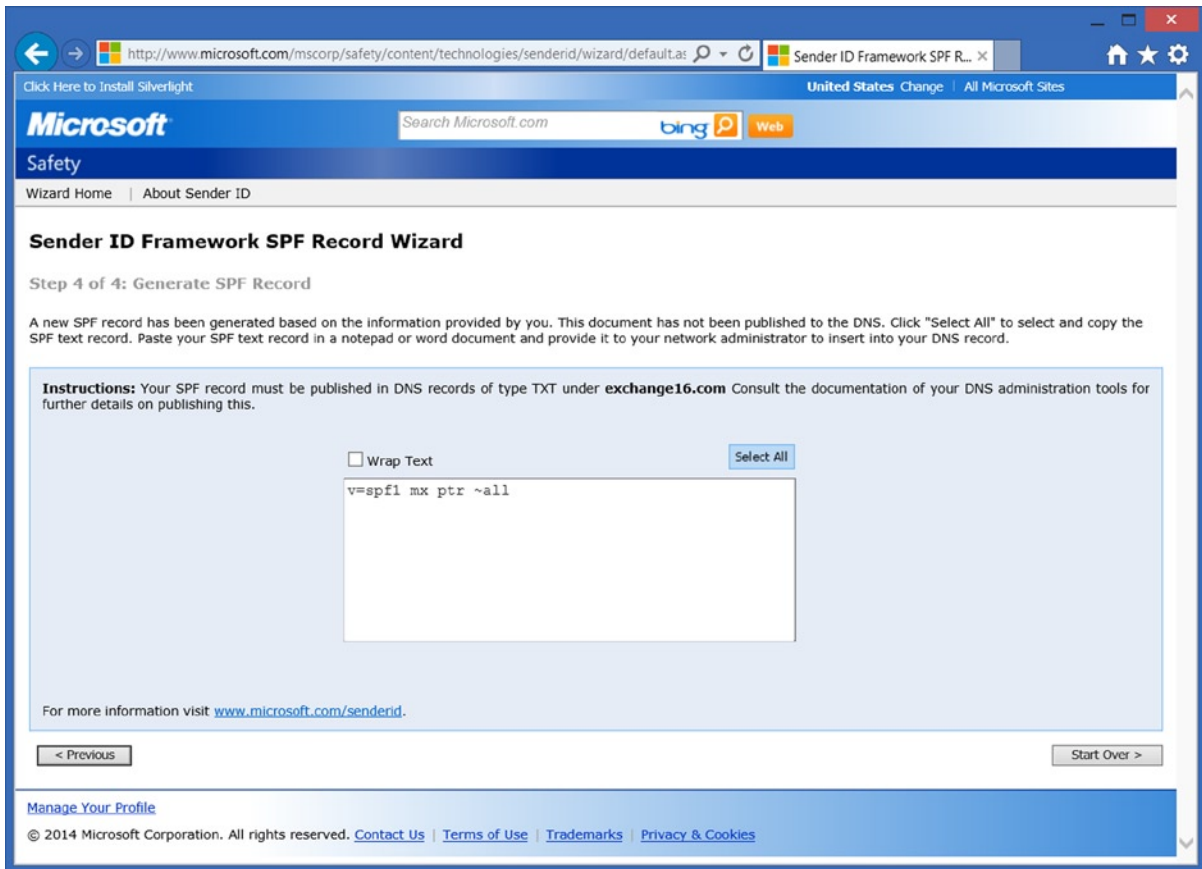 http://www.microsoft.com/mscorp/safety/content/technologies/senderid/wizard/default.as
Sender ID Framework SPF R...
Click Here to Install Silverlight
United States Change | All Microsoft Sites
Microsoft
Search Microsoft.com
bing
Web
Safety
Wizard Home | About Sender ID
Sender ID Framework SPF Record Wizard
Step 4 of 4: Generate SPF Record
A new SPF record has been generated based on the information provided by you. This document has not been published to the DNS. Click "Select All" to select and copy the
SPF text record. Paste your SPF text record in a notepad or word document and provide it to your network administrator to insert into your DNS record.
Instructions: Your SPF record must be published in DNS records of type TXT under exchange16.com Consult the documentation of your DNS administration tools for
further details on publishing this.
Wrap Text
Select All
v=spf1 mx ptr ~all
For more information visit www.microsoft.com/senderid.
< Previous
Start Over >
Manage Your Profile
© 2014 Microsoft Corporation. All rights reserved. Contact Us | Terms of Use | Trademarks | Privacy & Cookies